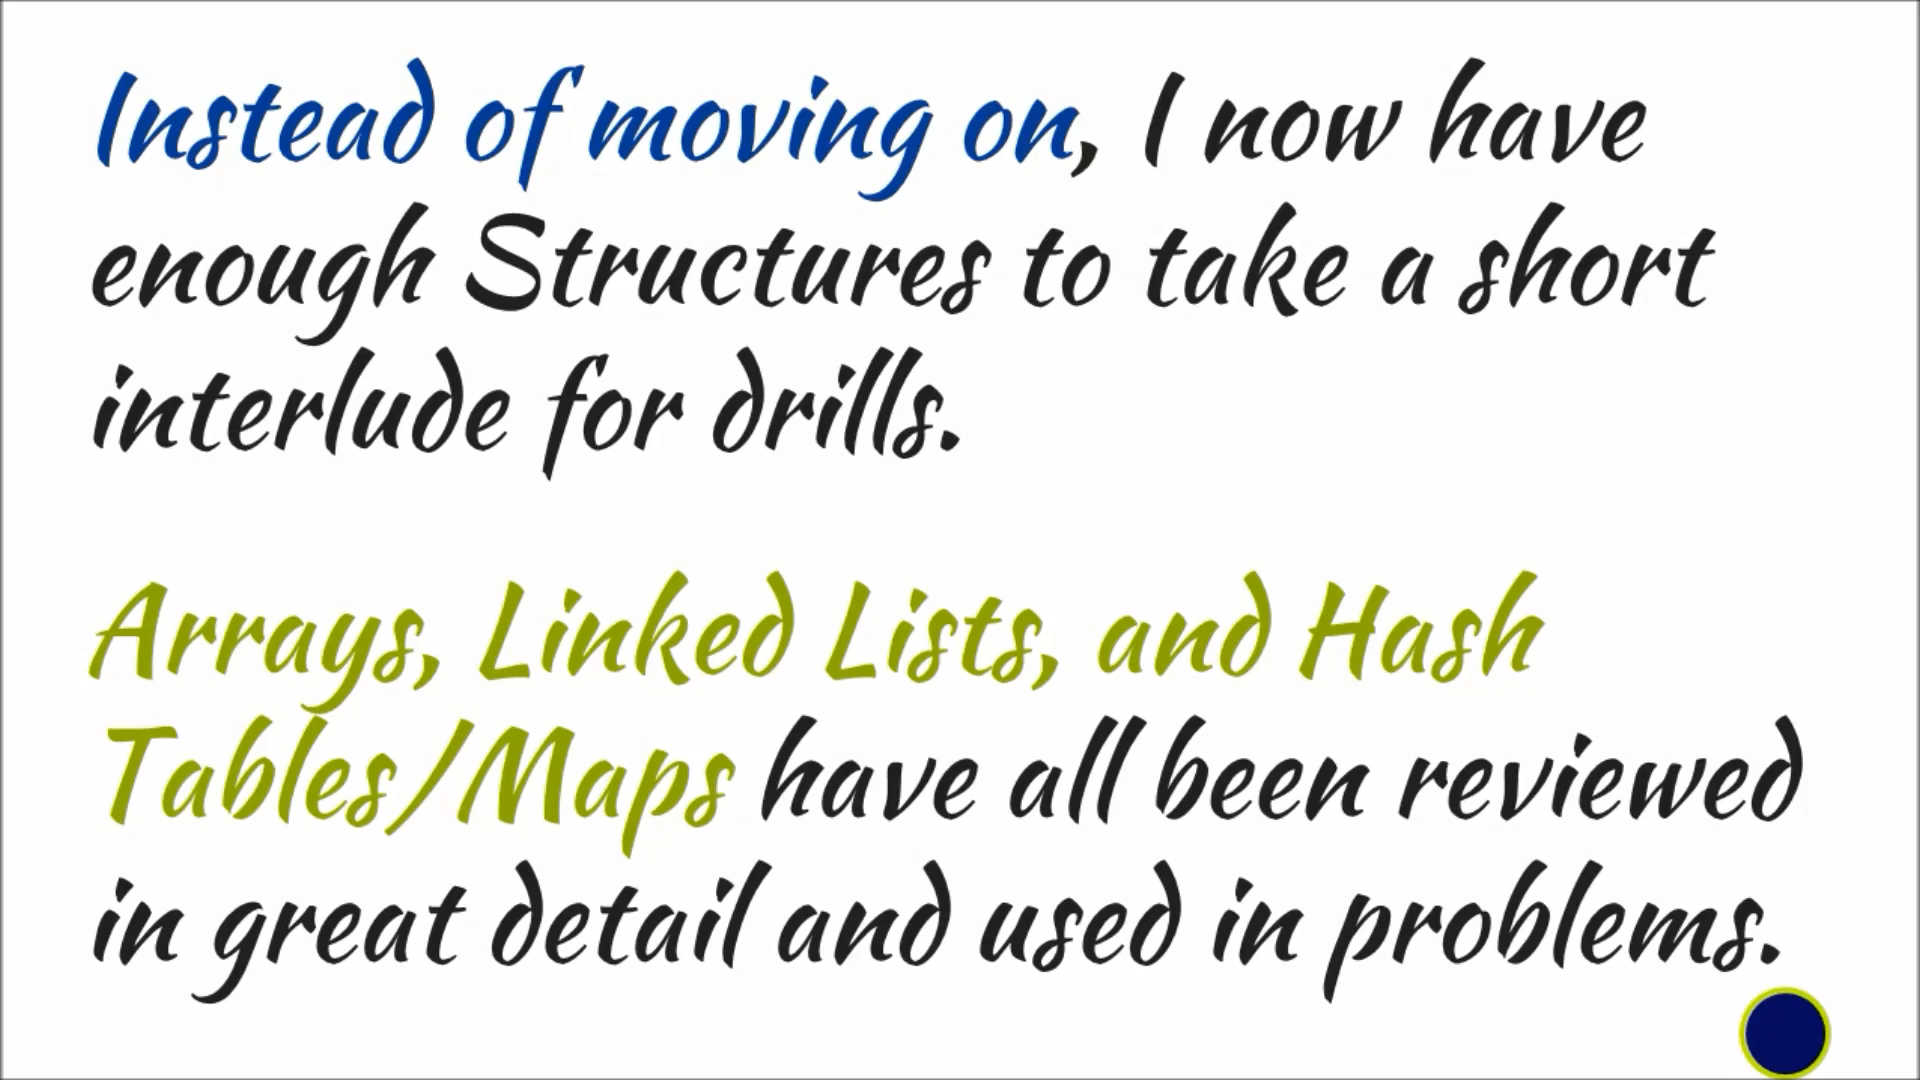 Instead of moving on, I now have
enough Structures to take a short
interlude for drills.
Arrays, Linked Lists, and Hash
Tables/Maps have all been reviewed
in great detail and used in problems.